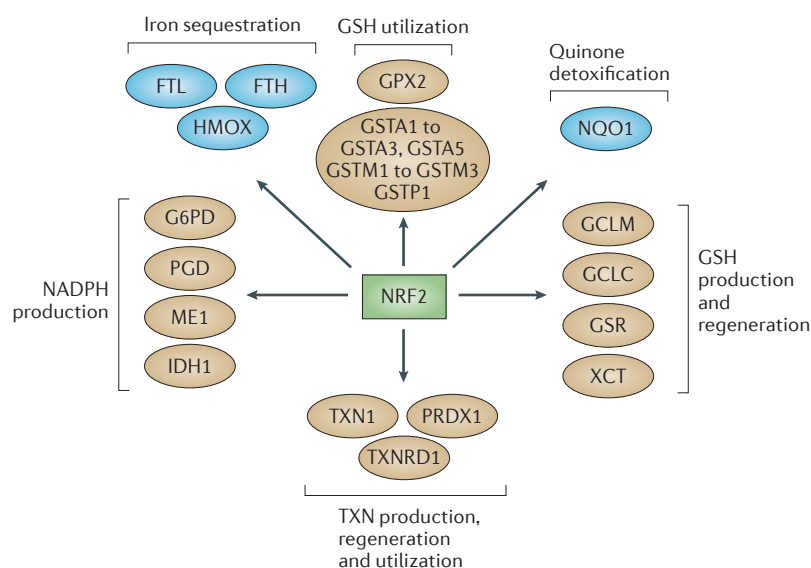 Iron sequestration
FTL
FTH
HMOX
GSH utilization
GPX2
GSTA1 to
GSTA3, GSTA5
GSTM1 to GSTM3
GSTP1
Quinone
detoxification
NQO1
NADPH
production
G6PD
PGD
ME1
IDH1
NRF2
GCLM
GCLC
GSR
XCT
GSH
production
and
regeneration
TXN1
PRDX1
TXNRD1
TXN production,
regeneration
and utilization